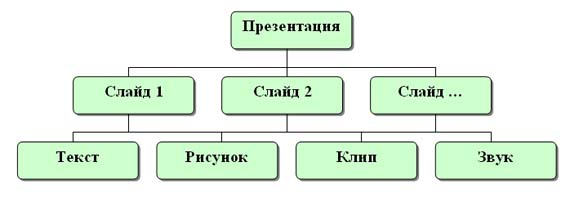 Презентация
Слайд 1
Слайд 2
Слайд ...
Текст
Рисунок
Клип
Звук